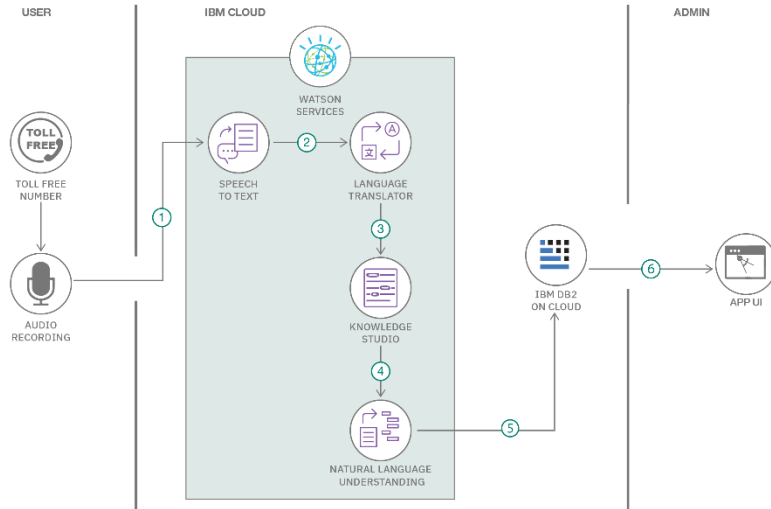 USER
IBM CLOUD
ADMIN
WATSON
SERVICES
TOLL
FREE
TOLL FREE
NUMBER
1
SPEECH
TO TEXT
2
A
文
LANGUAGE
TRANSLATOR
3
AUDIO
RECORDING
KNOWLEDGE
STUDIO
4
NATURAL LANGUAGE
UNDERSTANDING
5
IBM DB2
ON CLOUD
6
APP UI